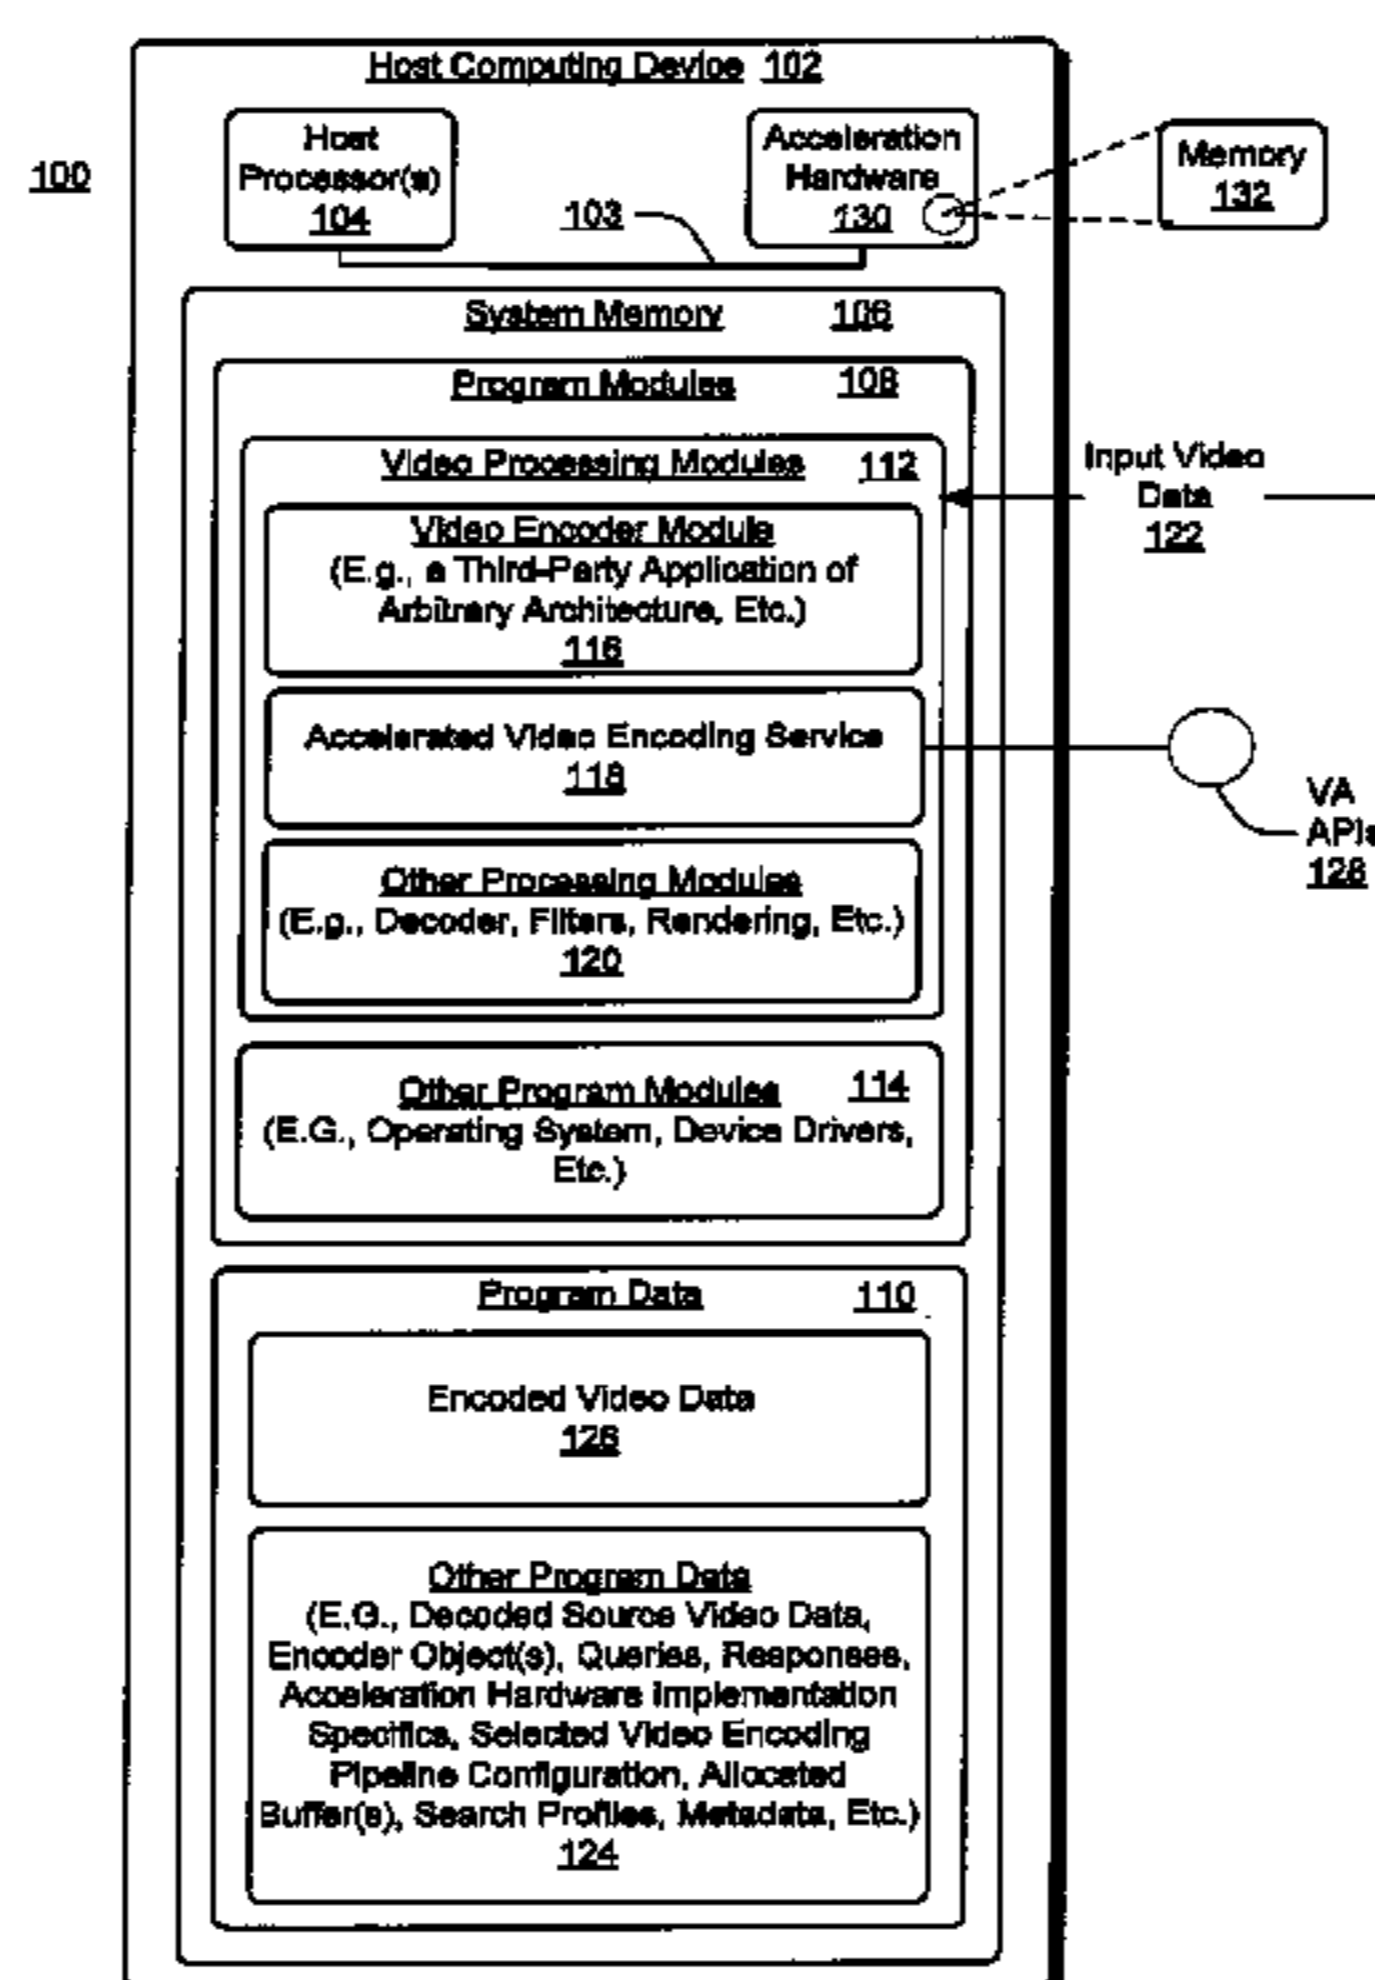 Host Computing Device 102
Host
Processor(s)
104
Acceleration
Hardware
130
Memory
132
100
103
System Memory 106
Program Modules 108
Video Processing Modules 112
Input Video
Data
122
Video Encoder Module
(E.g., a Third-Party Application of
Arbitrary Architecture, Etc.)
116
Accelerated Video Encoding Service
118
VA
APIs
128
Other Processing Modules
(E.g., Decoder, Filters, Rendering, Etc.)
120
Other Program Modules 114
(E.G., Operating System, Device Drivers,
Etc.)
Program Data 110
Encoded Video Data
126
Other Program Data
(E.G., Decoded Source Video Data,
Encoder Object(s), Queries, Responses,
Acceleration Hardware Implementation
Specifics, Selected Video Encoding
Pipeline Configuration, Allocated
Buffer(s), Search Profiles, Metadata, Etc.)
124